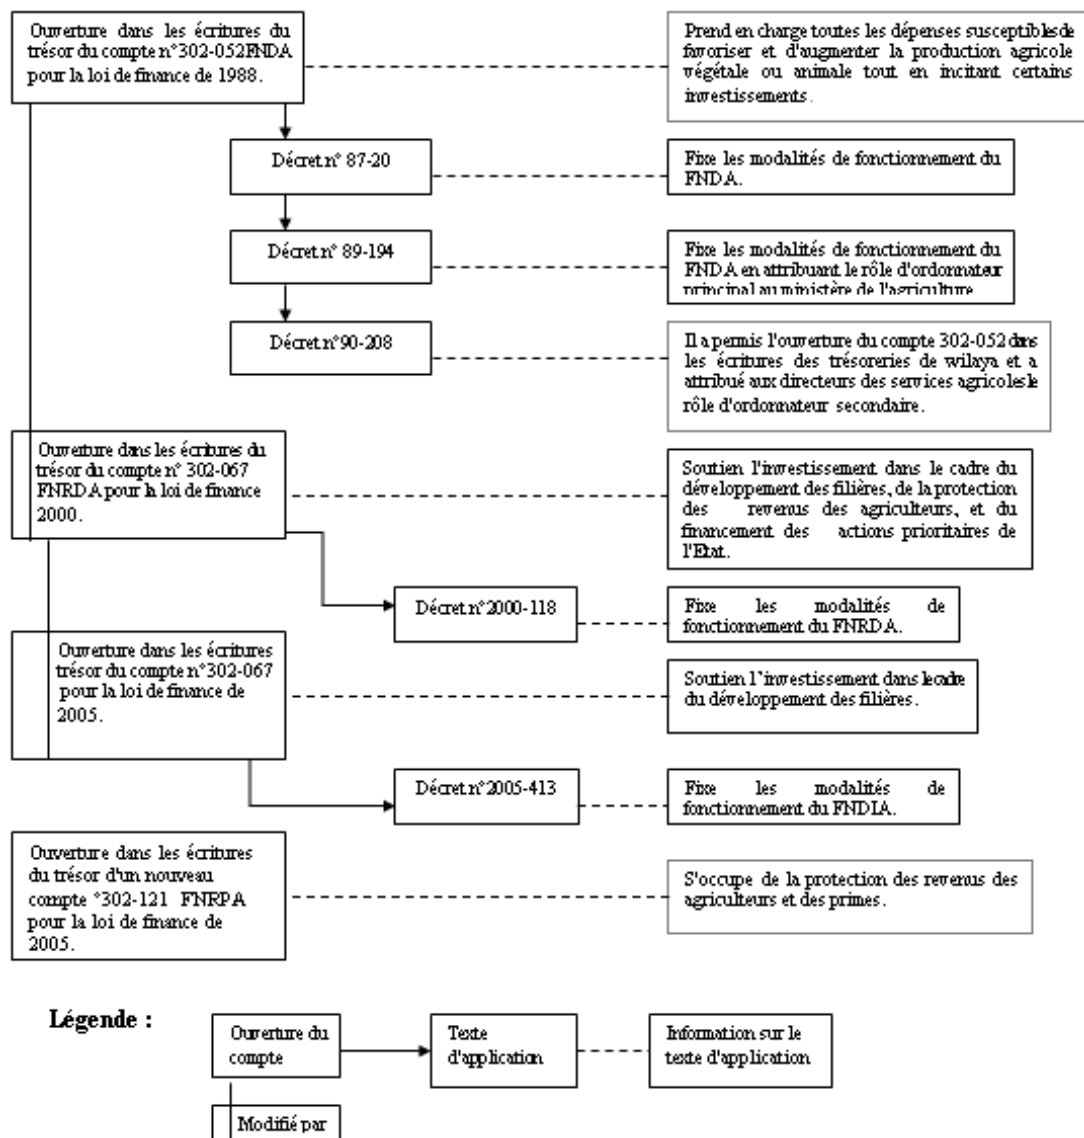 Ouverture dans les écritures du
trésor du compte n°302-052FNDA
pour la loi de finance de 1988.
Prend en charge toutes les dépenses susceptibles de
favoriser et d'augmenter la production agricole
végétale ou animale tout en incitant certains
investissements.
Décret n° 87-20
Fixe les modalités de fonctionnement du
FNDA.
Décret n° 89-194
Fixe les modalités de fonctionnement du
FNDA en attribuant le rôle d'ordonnateur
principal au ministère de l'agriculture
Décret n°90-208
Il a permis l'ouverture du compte 302-052 dans
les écritures des trésoreries de wilaya et a
attribué aux directeurs des services agricoles le
rôle d'ordonnateur secondaire.
Ouverture dans les écritures du
trésor du compte n° 302-067
FNRDA pour la loi de finance
2000.
Soutien l'investissement dans le cadre du
développement des filières, de la protection
des revenus des agriculteurs, et du
financement des actions prioritaires de
l'Etat.
Décret n°2000-118
Fixe les modalités de
fonctionnement du FNRDA.
Ouverture dans les écritures
trésor du compte n°302-067
pour la loi de finance de
2005.
Soutien l'investissement dans le cadre
du développement des filières.
Décret n°2005-413
Fixe les modalités de
fonctionnement du FNDIA.
Ouverture dans les écritures
du trésor d'un nouveau
compte °302-121 FNRPA
pour la loi de finance de
2005.
S'occupe de la protection des revenus des
agriculteurs et des primes.
Légende :
Ouverture du
compte
Texte
d'application
Information sur le
texte d'application
Modifié par